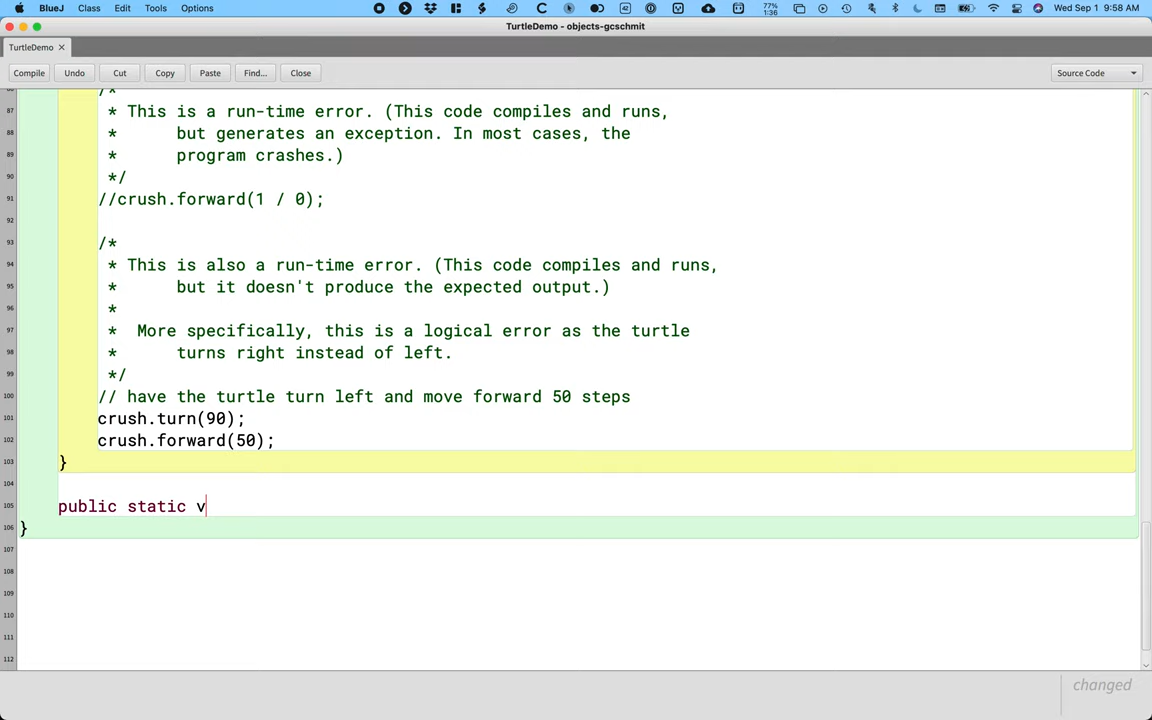 BlueJ Class Edit Tools Options 77% 1:36 Wed Sep 1 9:58 AM
TurtleDemo - objects-gcschmit
TurtleDemo ×
Compile Undo Cut Copy Paste Find... Close Source Code
/*
87 * This is a run-time error. (This code compiles and runs,
88 * but generates an exception. In most cases, the
89 * program crashes.)
90 */
91 //crush.forward(1 / 0);
92
93 /*
94 * This is also a run-time error. (This code compiles and runs,
95 * but it doesn't produce the expected output.)
96 *
97 * More specifically, this is a logical error as the turtle
98 * turns right instead of left.
99 */
100 // have the turtle turn left and move forward 50 steps
101 crush.turn(90);
102 crush.forward(50);
103 }
104
105 public static v
106 }
107
108
109
110
111
112
changed